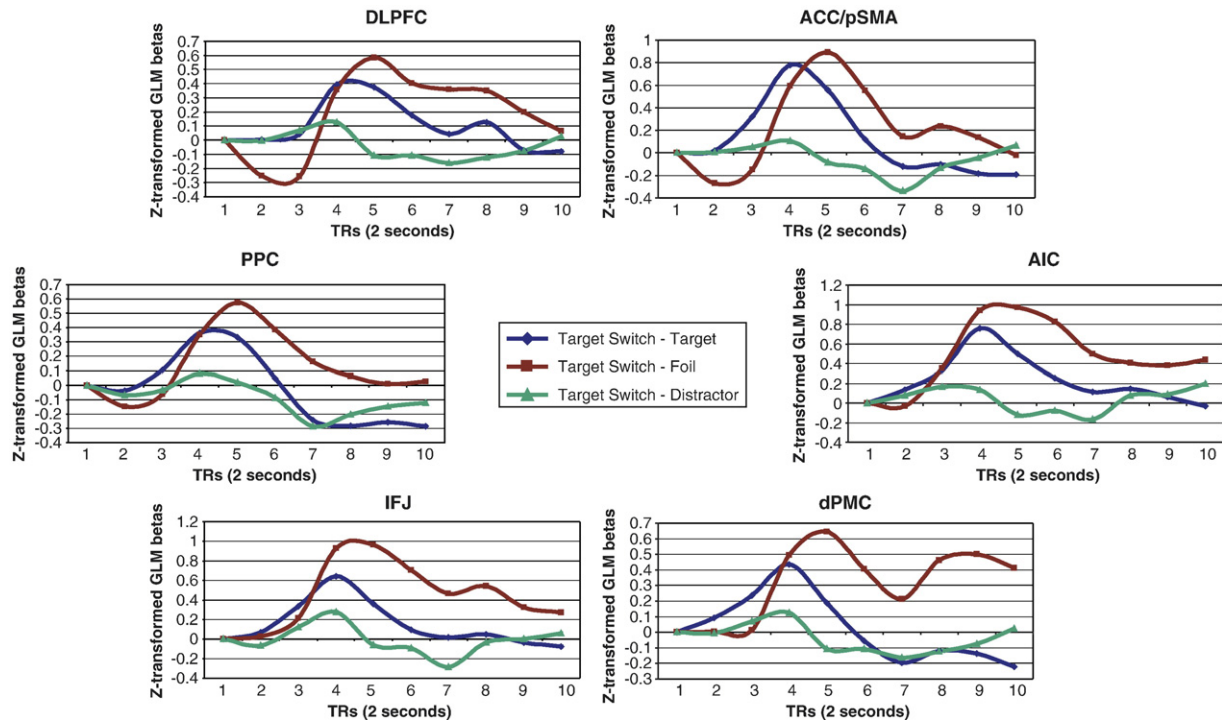 DLPFC
Z-transformed GLM betas
0.7
0.6
0.5
0.4
0.3
0.2
0.1
0
-0.1
-0.2
-0.3
-0.4
1 2 3 4 5 6 7 8 9 10
TRs (2 seconds)
ACC/pSMA
Z-transformed GLM betas
1
0.8
0.6
0.4
0.2
0
-0.2
-0.4
1 2 3 4 5 6 7 8 9 10
TRs (2 seconds)
PPC
Z-transformed GLM betas
0.7
0.6
0.5
0.4
0.3
0.2
0.1
0
-0.1
-0.2
-0.3
-0.4
1 2 3 4 5 6 7 8 9 10
TRs (2 seconds)
Target Switch - Target
Target Switch - Foil
Target Switch - Distractor
AIC
Z-transformed GLM betas
1.2
1
0.8
0.6
0.4
0.2
0
-0.2
-0.4
1 2 3 4 5 6 7 8 9 10
TRs (2 seconds)
IFJ
Z-transformed GLM betas
1.2
1
0.8
0.6
0.4
0.2
0
-0.2
-0.4
1 2 3 4 5 6 7 8 9 10
TRs (2 seconds)
dPMC
Z-transformed GLM betas
0.7
0.6
0.5
0.4
0.3
0.2
0.1
0
-0.1
-0.2
-0.3
1 2 3 4 5 6 7 8 9 10
TRs (2 seconds)